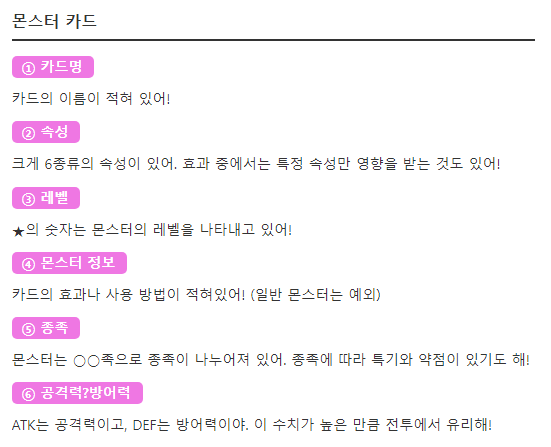 몬스터 카드
① 카드명
카드의 이름이 적혀 있어!
② 속성
크게 6종류의 속성이 있어. 효과 중에서는 특정 속성만 영향을 받는 것도 있어!
③ 레벨
★의 숫자는 몬스터의 레벨을 나타내고 있어!
④ 몬스터 정보
카드의 효과나 사용 방법이 적혀있어! (일반 몬스터는 예외)
⑤ 종족
몬스터는 ○○족으로 종족이 나누어져 있어. 종족에 따라 특기와 약점이 있기도 해!
⑥ 공격력?방어력
ATK는 공격력이고, DEF는 방어력이야. 이 수치가 높은 만큼 전투에서 유리해!